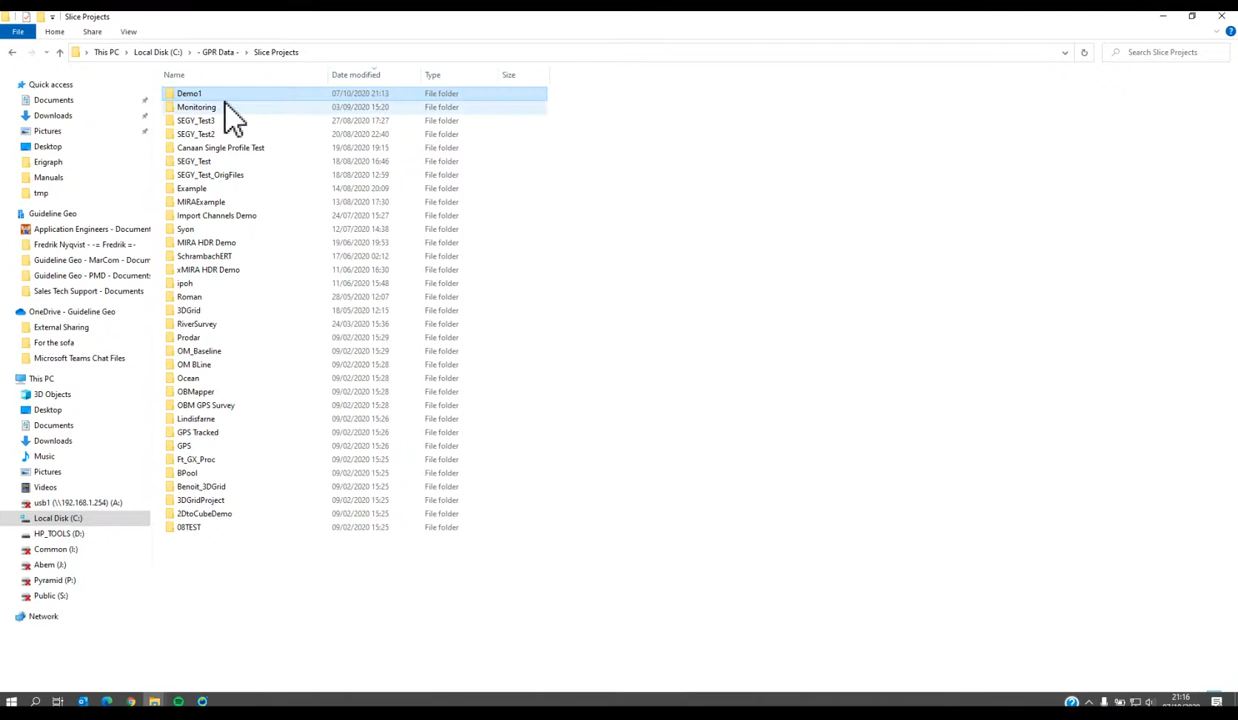 Slice Projects
File Home Share View
This PC Local Disk (C:) - GPR Data - Slice Projects Search Slice Projects
Name Date modified Type Size
Quick access
Documents
Downloads
Pictures
Desktop
Erigraph
Manuals
tmp
Guideline Geo
Application Engineers - Document
Fredrik Nyqvist - -= Fredrik =-
Guideline Geo - MarCom - Docum
Guideline Geo - PMD - Documents
Sales Tech Support - Documents
OneDrive - Guideline Geo
External Sharing
For the sofa
Microsoft Teams Chat Files
This PC
3D Objects
Desktop
Documents
Downloads
Music
Pictures
Videos
usb1 (\\192.168.1.254) (A:)
Local Disk (C:)
HP_TOOLS (D:)
Common (I:)
Abem (J:)
Pyramid (P:)
Public (S:)
Network
Demo1 07/10/2020 21:13 File folder
Monitoring 03/09/2020 15:20 File folder
SEGY_Test3 27/08/2020 17:27 File folder
SEGY_Test2 20/08/2020 22:40 File folder
Canaan Single Profile Test 19/08/2020 19:15 File folder
SEGY_Test 18/08/2020 16:46 File folder
SEGY_Test_OrigFiles 18/08/2020 12:59 File folder
Example 14/08/2020 20:09 File folder
MIRAExample 13/08/2020 17:30 File folder
Import Channels Demo 24/07/2020 15:27 File folder
Syon 12/07/2020 14:38 File folder
MIRA HDR Demo 19/06/2020 19:53 File folder
SchrambachERT 17/06/2020 02:12 File folder
xMIRA HDR Demo 11/06/2020 16:30 File folder
ipoh 11/06/2020 15:48 File folder
Roman 28/05/2020 12:07 File folder
3DGrid 18/05/2020 12:15 File folder
RiverSurvey 24/03/2020 15:36 File folder
Prodar 09/02/2020 15:29 File folder
OM_Baseline 09/02/2020 15:29 File folder
OM BLine 09/02/2020 15:28 File folder
Ocean 09/02/2020 15:28 File folder
OBMapper 09/02/2020 15:28 File folder
OBM GPS Survey 09/02/2020 15:28 File folder
Lindisfarne 09/02/2020 15:26 File folder
GPS Tracked 09/02/2020 15:26 File folder
GPS 09/02/2020 15:26 File folder
Ft_GX_Proc 09/02/2020 15:25 File folder
BPool 09/02/2020 15:25 File folder
Benoit_3DGrid 09/02/2020 15:25 File folder
3DGridProject 09/02/2020 15:25 File folder
2DtoCubeDemo 09/02/2020 15:25 File folder
08TEST 09/02/2020 15:25 File folder
21:16